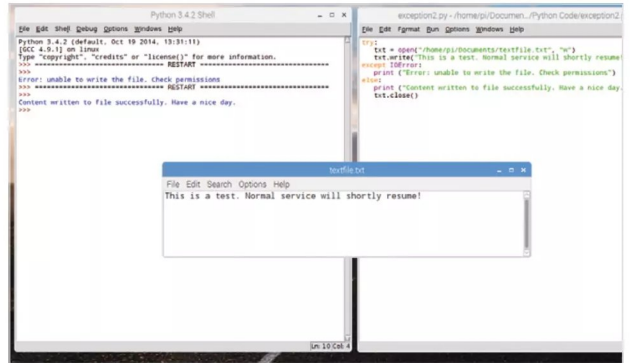 Python 3.4.2 Shell
File Edit Shell Debug Options Windows Help
Python 3.4.2 (default, Oct 19 2014, 13:31:11)
[GCC 4.9.1] on linux
Type "copyright", "credits" or "license()" for more information.
>>> ================================ RESTART ================================
>>>
Error: unable to write the file. Check permissions
>>> ================================ RESTART ================================
>>>
Content written to file successfully. Have a nice day.
>>>
Ln: 10 Col: 4
exception2.py - /home/pi/Documen.../Python Code/exception2
File Edit Format Run Options Windows Help
try:
txt = open("/home/pi/Documents/textfile.txt", "w")
txt.write("This is a test. Normal service will shortly resume!
except IOError:
print ("Error: unable to write the file. Check permissions")
else:
print ("Content written to file successfully. Have a nice day.
txt.close()
textfile.txt
File Edit Search Options Help
This is a test. Normal service will shortly resume!